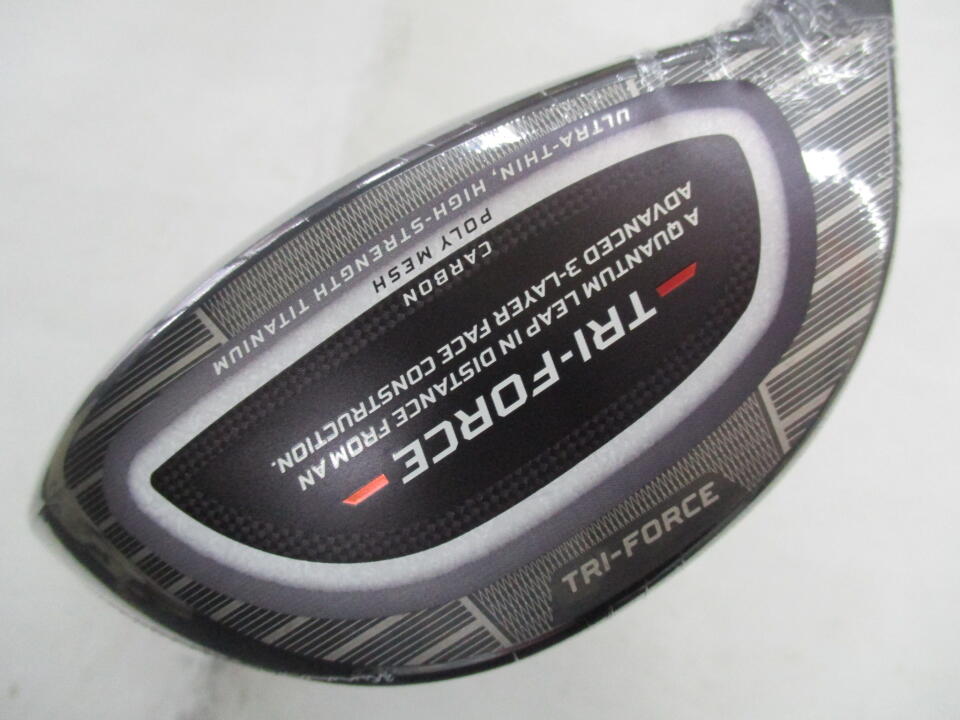 TRI-FORCE
A QUANTUM LEAP IN DISTANCE FROM AN
ADVANCED 3-LAYER FACE CONSTRUCTION.
CARBON
POLY MESH
ULTRA-THIN, HIGH-STRENGTH TITANIUM
TRI-FORCE